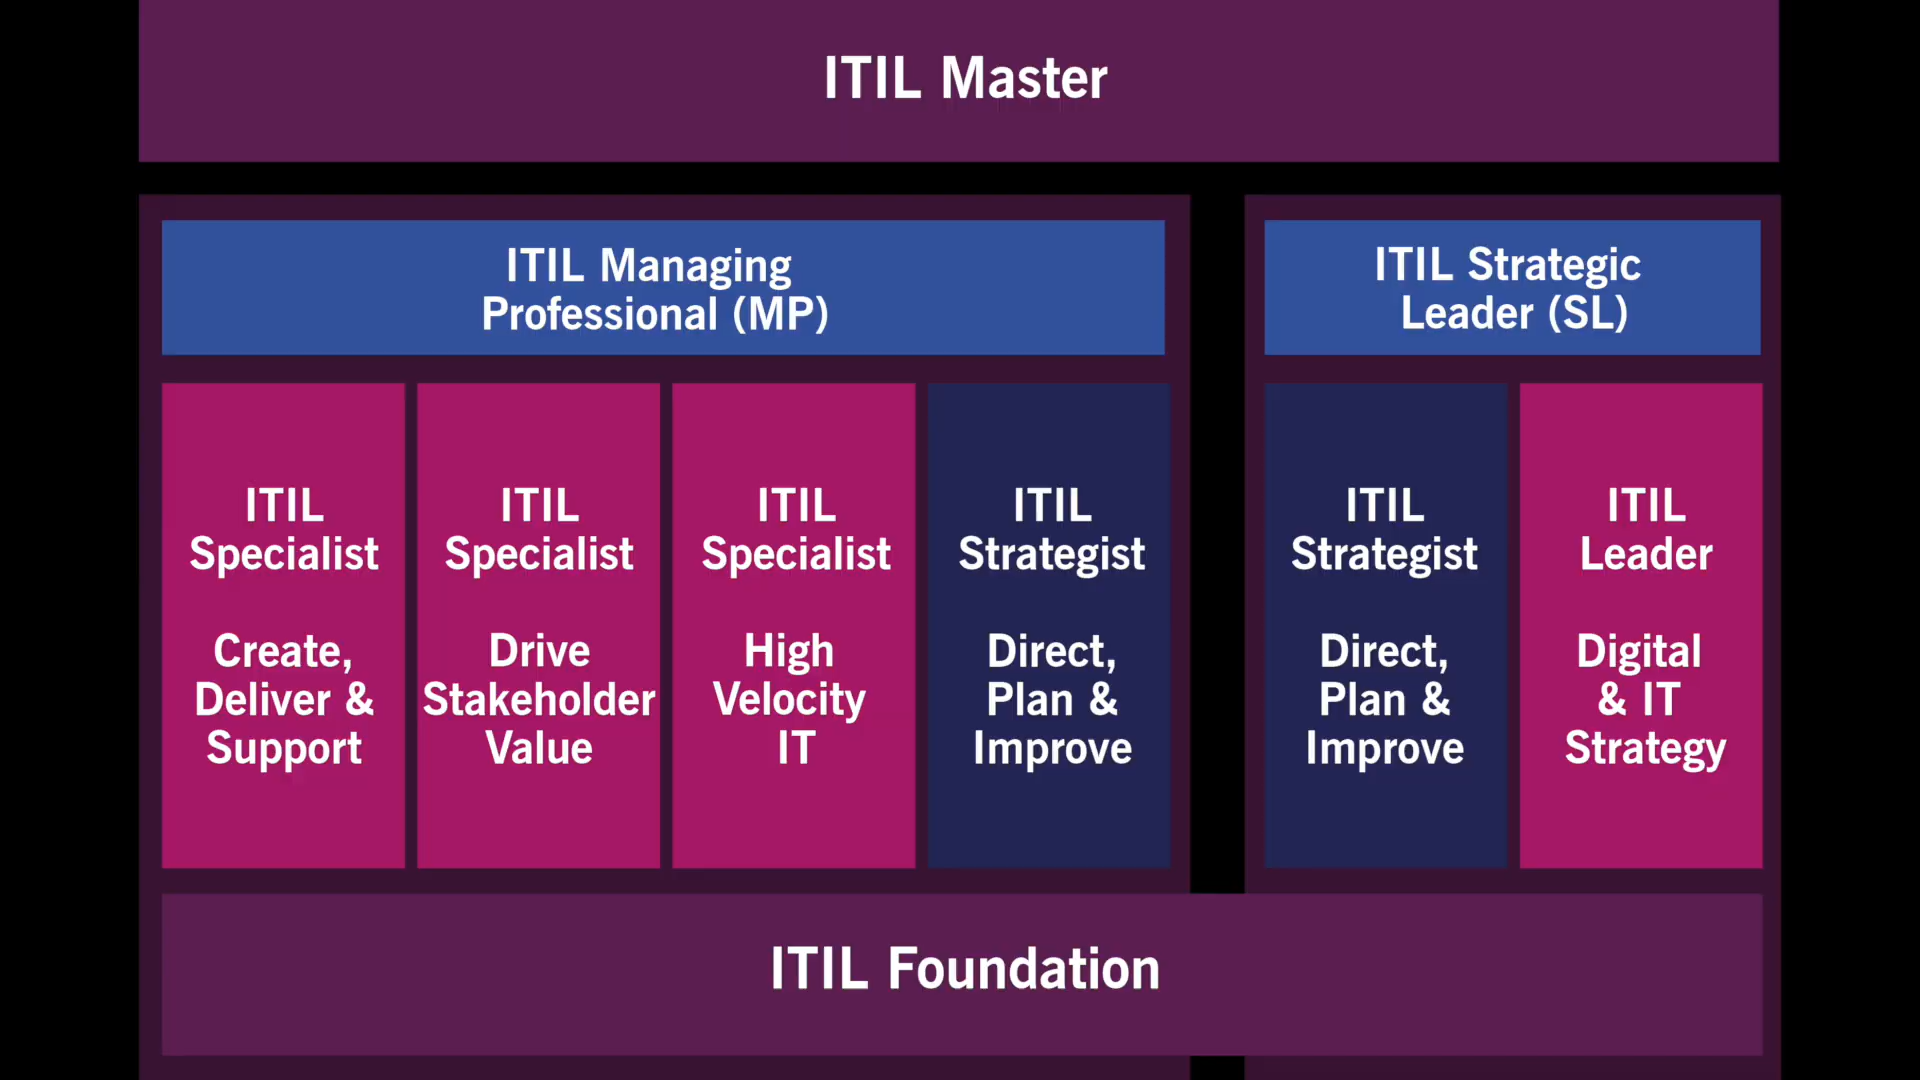 ITIL Master
ITIL Managing
Professional (MP)
ITIL Strategic
Leader (SL)
ITIL
Specialist
Create,
Deliver &
Support
ITIL
Specialist
Drive
Stakeholder
Value
ITIL
Specialist
High
Velocity
IT
ITIL
Strategist
Direct,
Plan &
Improve
ITIL
Strategist
Direct,
Plan &
Improve
ITIL
Leader
Digital
& IT
Strategy
ITIL Foundation